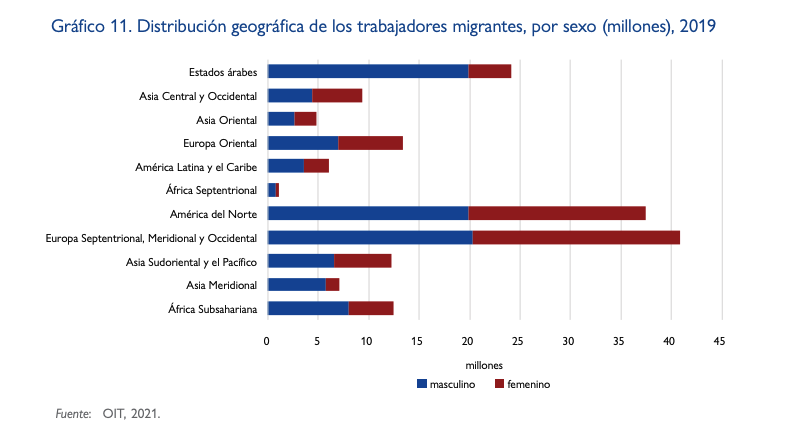 Gráfico 11. Distribución geográfica de los trabajadores migrantes, por sexo (millones), 2019
Estados árabes
Asia Central y Occidental
Asia Oriental
Europa Oriental
América Latina y el Caribe
África Septentrional
América del Norte
Europa Septentrional, Meridional y Occidental
Asia Sudoriental y el Pacífico
Asia Meridional
África Subsahariana
0 5 10 15 20 25 30 35 40 45
millones
masculino femenino
Fuente: OIT, 2021.